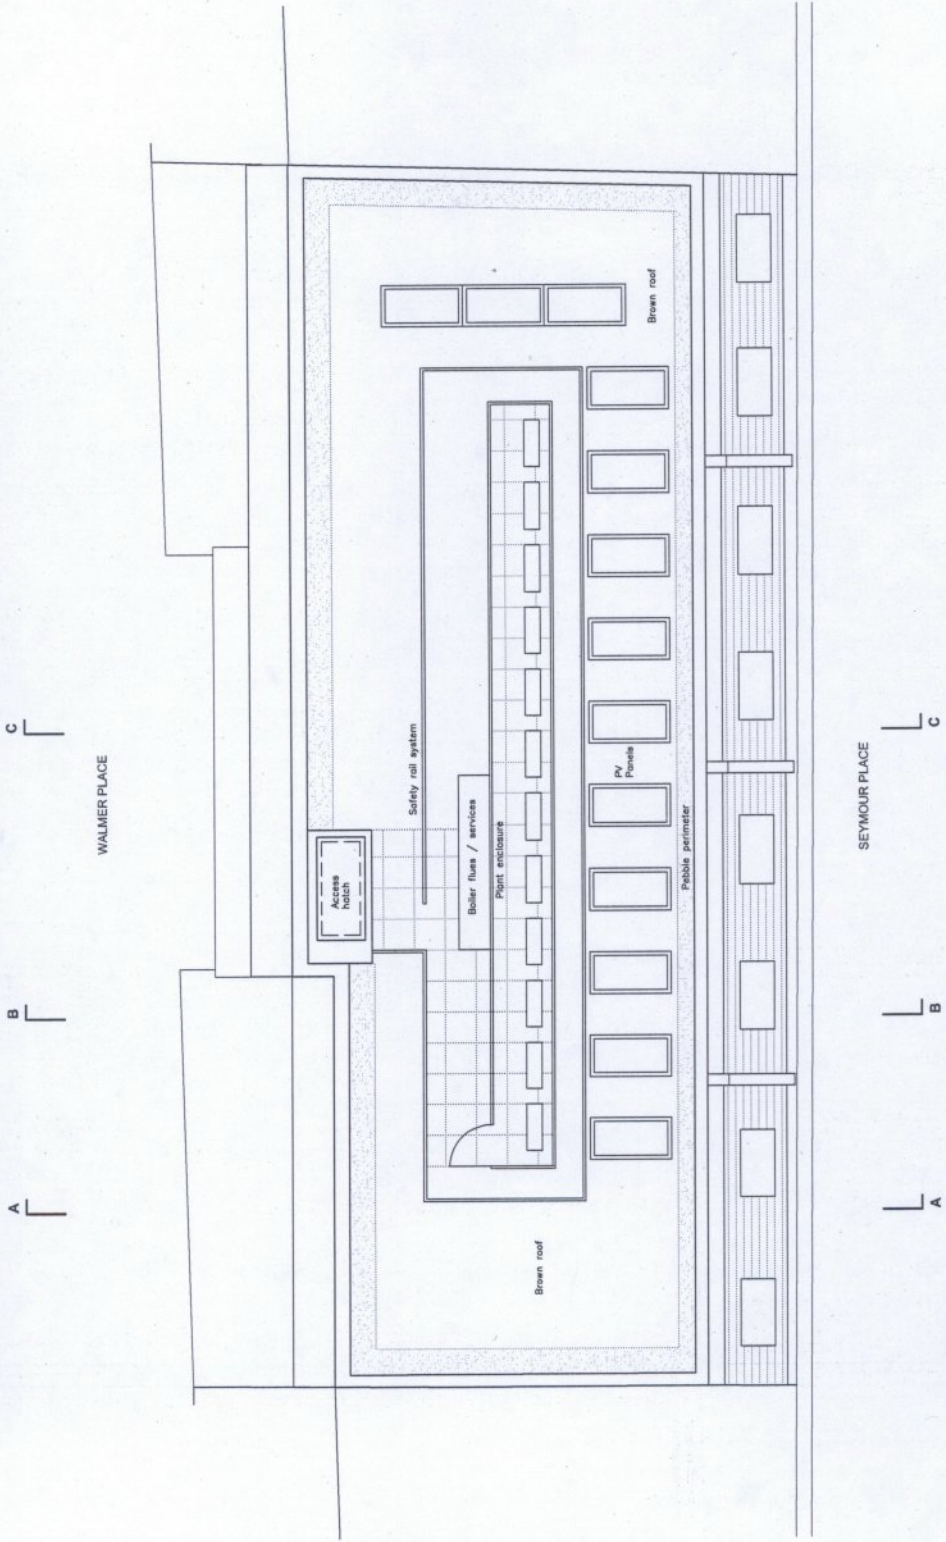 C
B
A
WALMER PLACE
Access
hatch
Safety rail system
Boiler flues / services
Plant enclosure
Brown roof
Brown roof
PV
Panels
Pebble perimeter
SEYMOUR PLACE
C
B
A